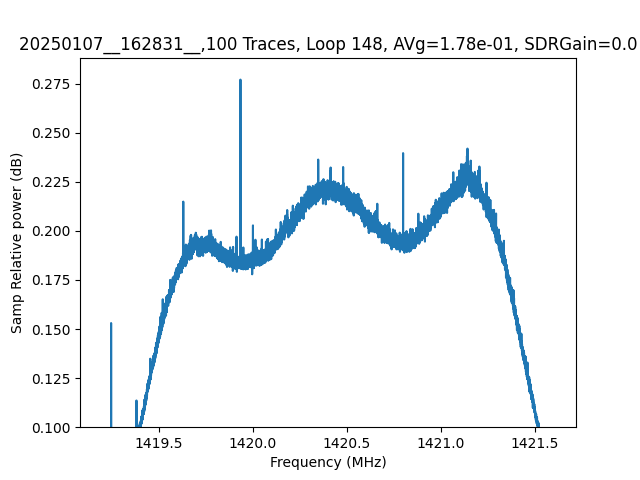 20250107__162831__,100 Traces, Loop 148, AVg=1.78e-01, SDRGain=0.0
0.275
0.250
0.225
0.200
0.175
0.150
0.125
0.100
Samp Relative power (dB)
1419.5 1420.0 1420.5 1421.0 1421.5
Frequency (MHz)